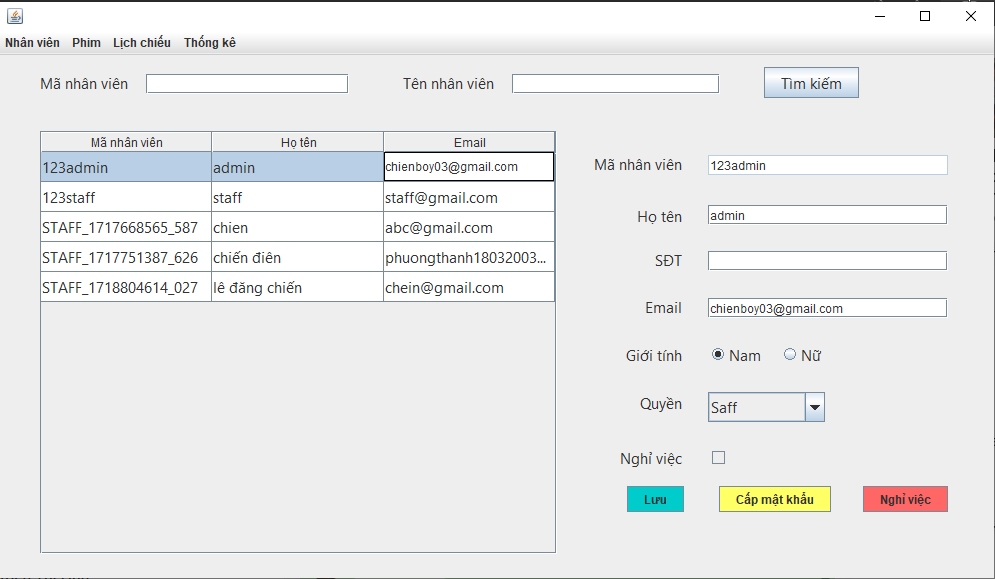 Nhân viên Phim Lịch chiếu Thống kê
Mã nhân viên Tên nhân viên Tìm kiếm
Mã nhân viên Họ tên Email
123admin admin chienboy03@gmail.com
123staff staff staff@gmail.com
STAFF_1717668565_587 chien abc@gmail.com
STAFF_1717751387_626 chiến điên phuongthanh18032003...
STAFF_1718804614_027 lê đăng chiến chein@gmail.com
Mã nhân viên 123admin
Họ tên admin
SĐT
Email chienboy03@gmail.com
Giới tính Nam Nữ
Quyền Saff
Nghỉ việc
Lưu Cấp mật khẩu Nghỉ việc